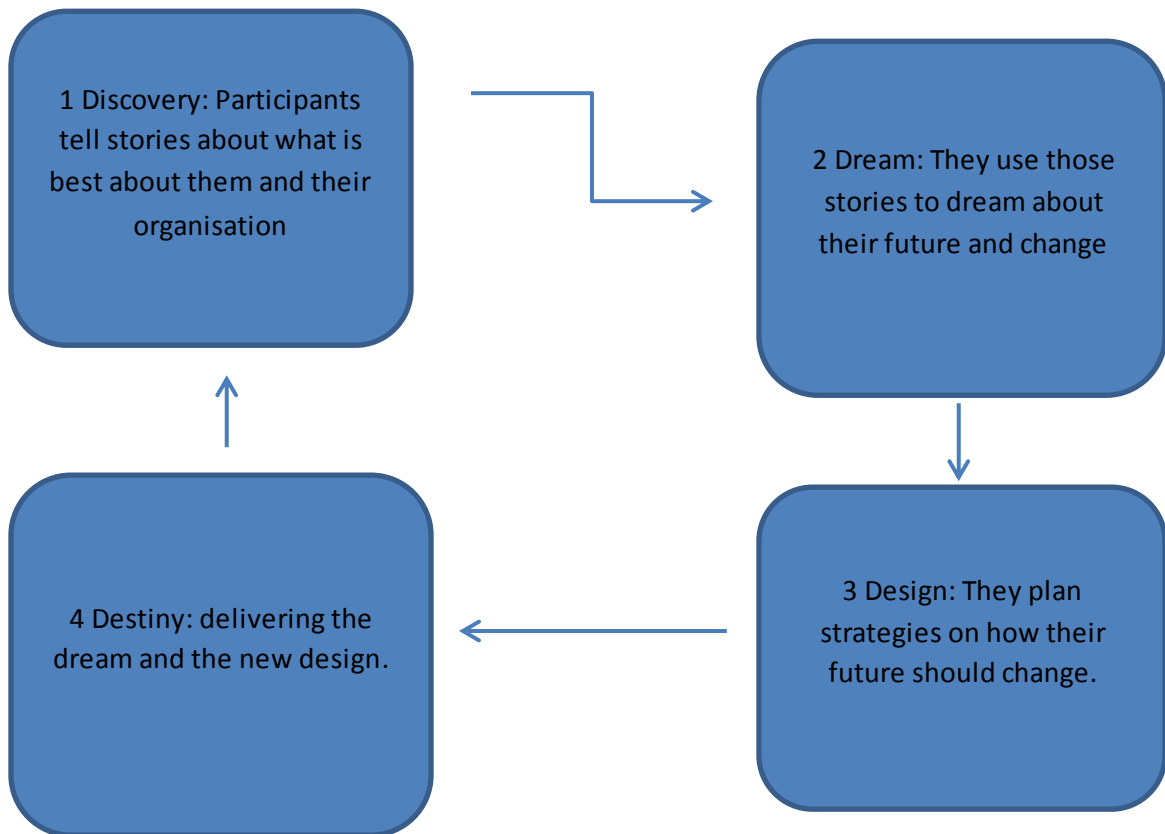 1 Discovery: Participants
tell stories about what is
best about them and their
organisation
2 Dream: They use those
stories to dream about
their future and change
3 Design: They plan
strategies on how their
future should change.
4 Destiny: delivering the
dream and the new design.